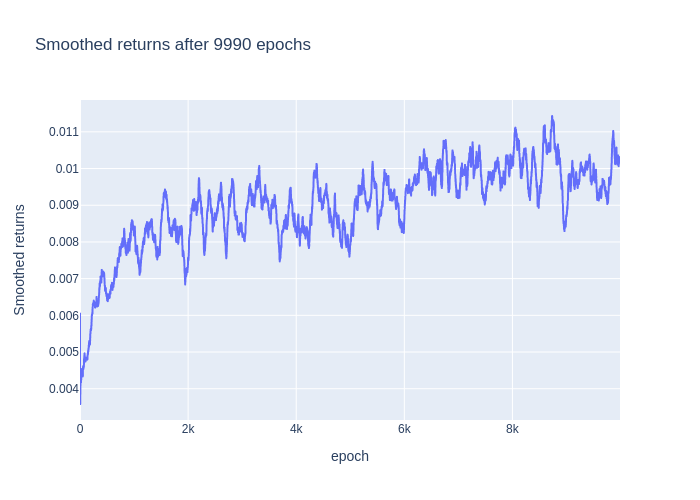 Smoothed returns after 9990 epochs
0.011
0.01
0.009
0.008
0.007
0.006
0.005
0.004
Smoothed returns
0
2k
4k
6k
8k
epoch